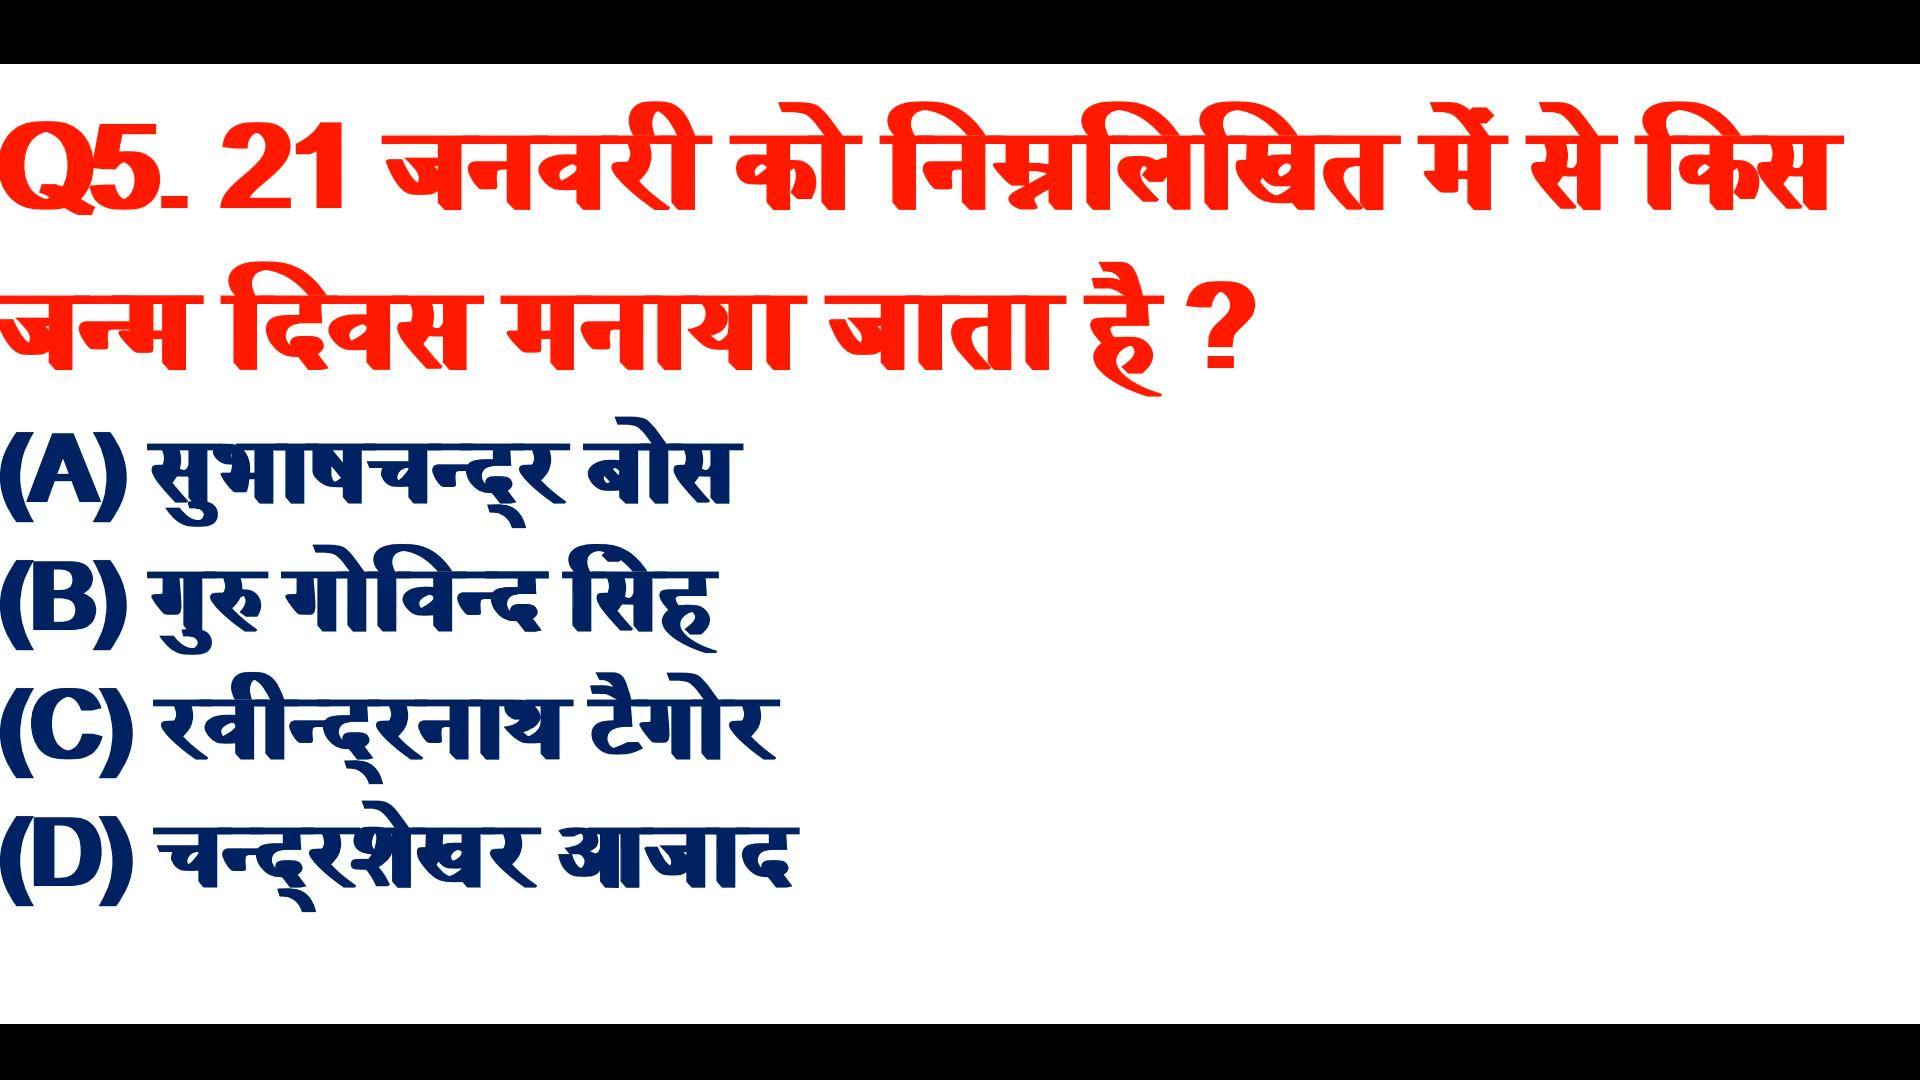 Q5. 21 जनवरी को निम्नलिखित में से किस
जन्म दिवस मनाया जाता है ?
(A) सुभाषचन्द्र बोस
(B) गुरु गोविन्द सिंह
(C) रवीन्द्रनाथ टैगोर
(D) चन्द्रशेखर आजाद